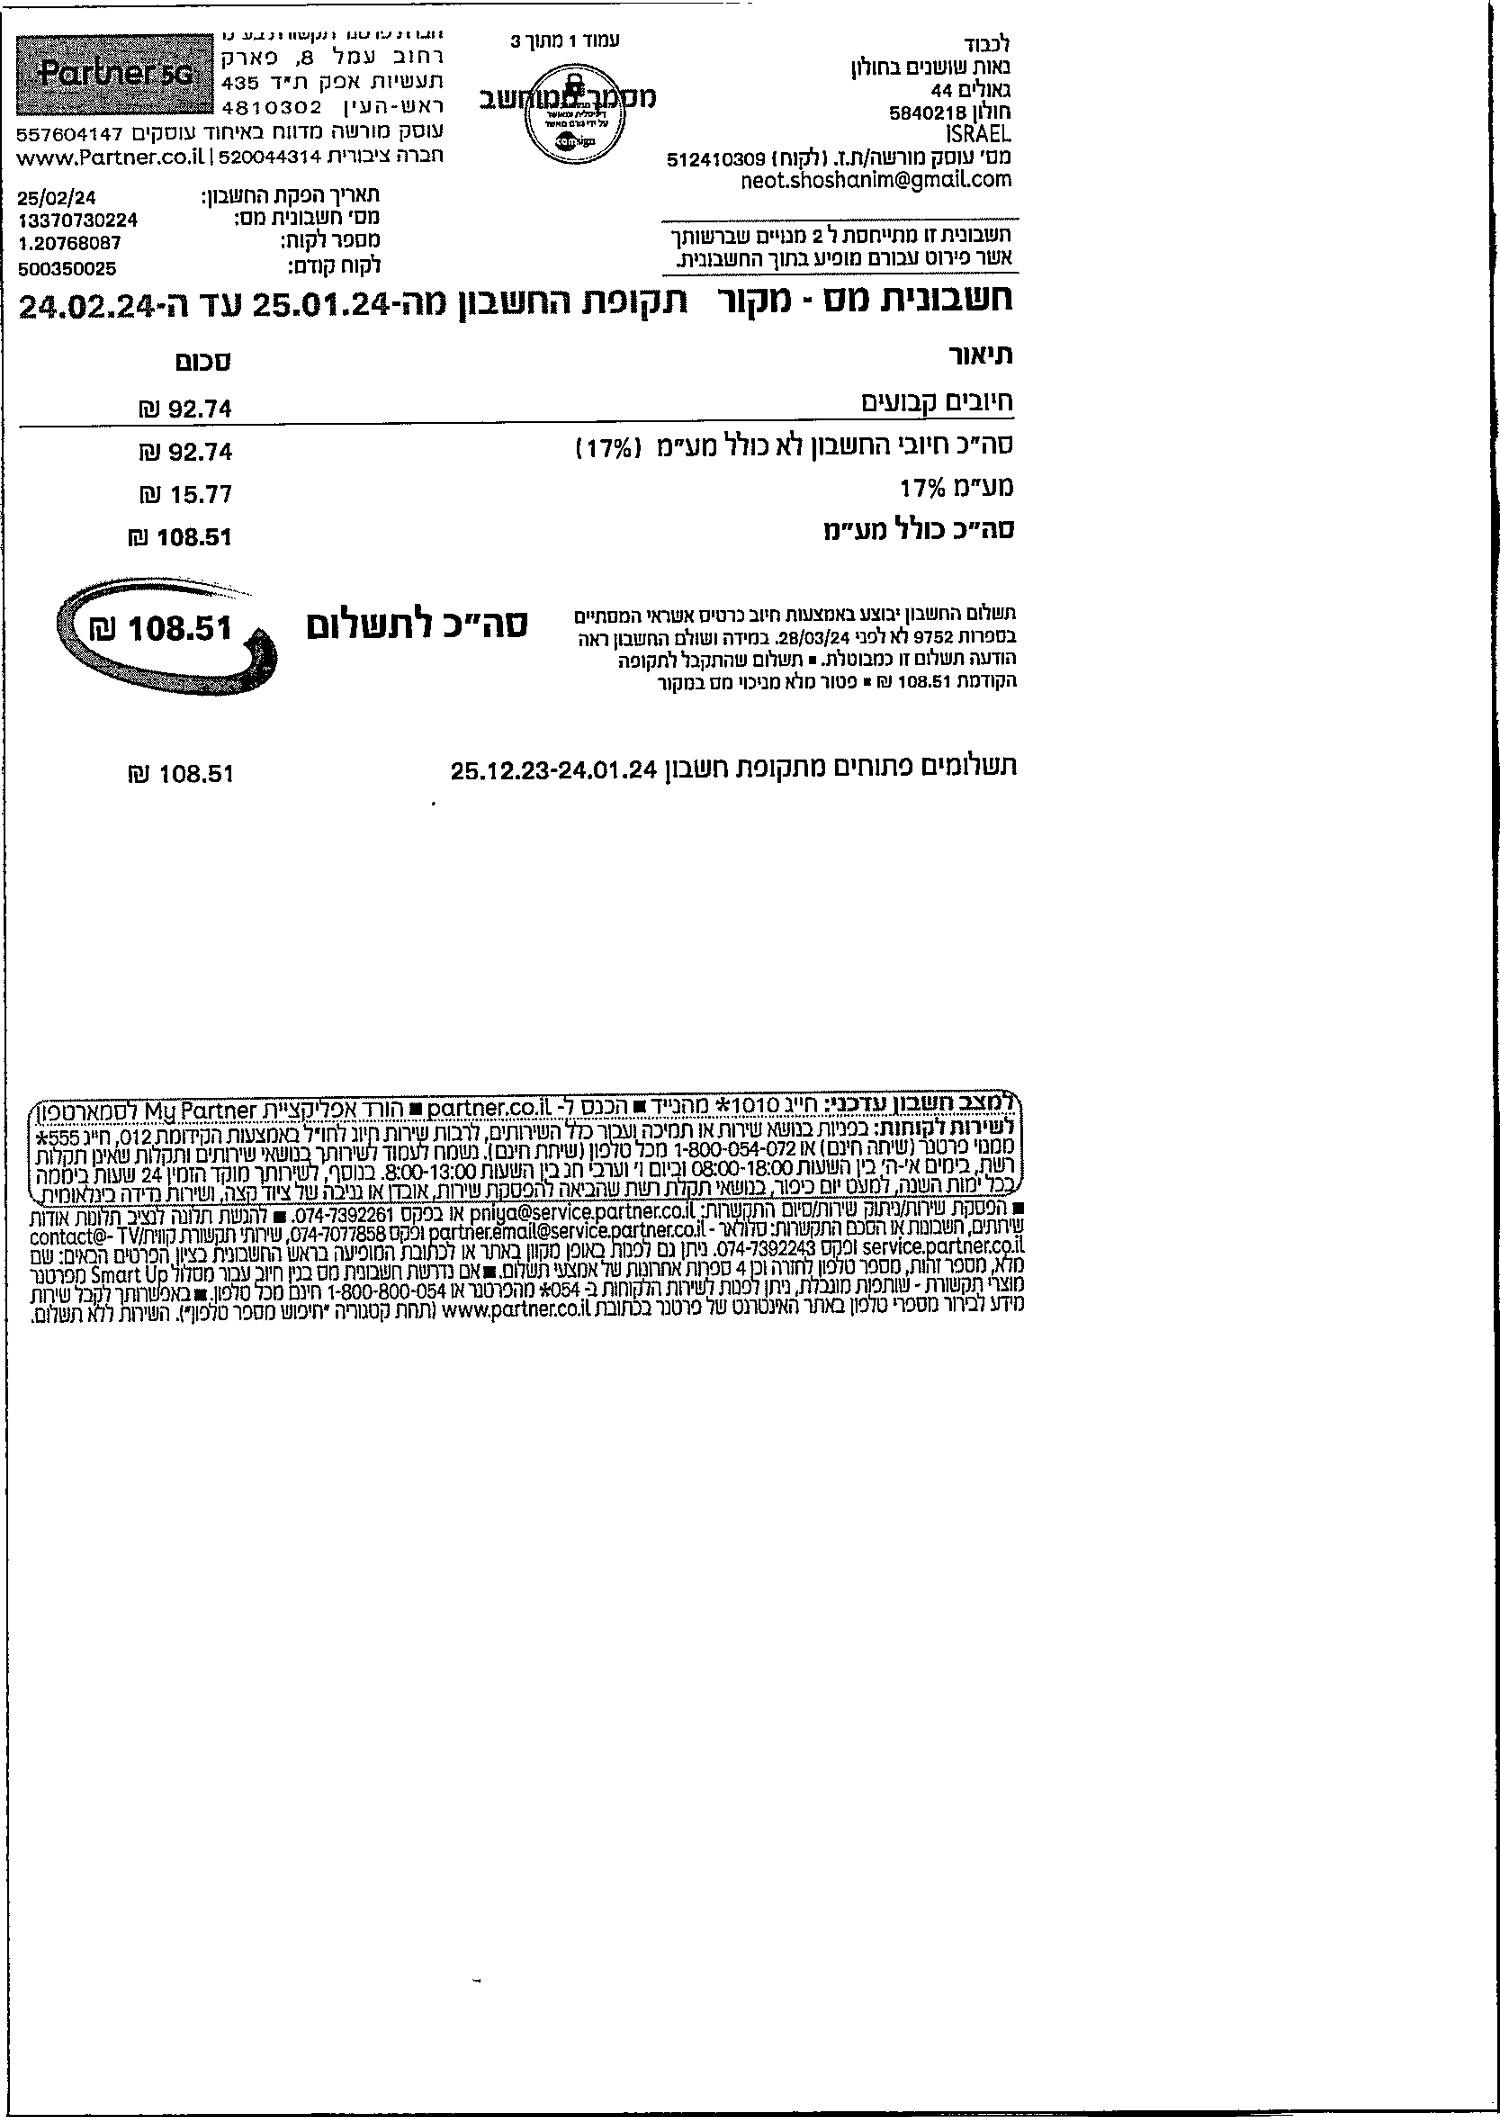 לכבוד
נאות שושנים בחולון
גאולים 44
חולון 5840218
ISRAEL
מס' עוסק מורשה/ת.ז. (לקוח) 512410309
neot.shoshanim@gmail.com
חשבונית זו מתייחסת ל 2 מנויים שברשותך
אשר פירוט עבורם מופיע בתוך החשבונית.
עמוד 1 מתוך 3
מסמך ממוחשב
comsign
Partner 5G
רחוב עמל 8, פארק
תעשיות אפק ת"ד 435
ראש-העין 4810302
עוסק מורשה מדווח באיחוד עוסקים 557604147
חברה ציבורית 520044314 | www.Partner.co.il
תאריך הפקת החשבון: 25/02/24
מס' חשבונית מס: 13370730224
מספר לקוח: 1.20768087
לקוח קודם: 500350025
חשבונית מס - מקור תקופת החשבון מה-25.01.24 עד ה-24.02.24
תיאור סכום
חיובים קבועים 92.74 ₪
סה"כ חיובי החשבון לא כולל מע"מ (17%) 92.74 ₪
מע"מ 17% 15.77 ₪
סה"כ כולל מע"מ 108.51 ₪
תשלום החשבון יבוצע באמצעות חיוב כרטיס אשראי המסתיים
בספרות 9752 לא לפני 28/03/24. במידה ושולם החשבון ראה
הודעת תשלום זו כמבוטלת. ■ תשלום שהתקבל לתקופה
הקודמת 108.51 ₪ ■ פטור מלא מניכוי מס במקור
סה"כ לתשלום 108.51 ₪
תשלומים פתוחים מתקופת חשבון 25.12.23-24.01.24 108.51 ₪
למצב חשבון עדכני: חייג 1010* מהנייד ■ הכנס ל- partner.co.il ■ הורד אפליקציית My Partner לסמארטפון
לשירות לקוחות: בפניות בנושא שירות או תמיכה ועבור כלל השירותים, לרבות שירות חיוג לחו"ל באמצעות הקידומת 012, חייג 555*
ממנוי פרטנר (שיחה חינם) או 1-800-054-072 מכל טלפון (שיחת חינם). נשמח לעמוד לשירותך בנושאי שירותים ותקלות שאינן תקלות
רשת, בימים א'-ה' בין השעות 08:00-18:00 וביום ו' וערבי חג בין השעות 8:00-13:00. בנוסף, לשירותך מוקד הזמין 24 שעות ביממה
בכל ימות השנה, למעט יום כיפור, בנושאי תקלת רשת שהביאה להפסקת שירות, אובדן או גניבה של ציוד קצה, ושירות נדידה בינלאומית.
■ הפסקת שירות/ניתוק שירות/סיום התקשרות: pniya@service.partner.co.il או בפקס 074-7392261. ■ להגשת תלונה לנציב תלונות אודות
שירותים, חשבונות או הסכם התקשרות: סלולאר - partner.email@service.partner.co.il ופקס 074-7077858, שירותי תקשורת קווית/TV -contact@
service.partner.co.il ופקס 074-7392243. ניתן גם לפנות באופן מקוון באתר או לכתובת המופיעה בראש החשבונית בציון הפרטים הבאים: שם
מלא, מספר זהות, מספר טלפון לחזרה וכן 4 ספרות אחרונות של אמצעי תשלום. ■ אם נדרשת חשבונית מס בגין חיוב עבור מסלול Smart Up מפרטנר
מוצרי תקשורת - שותפות מוגבלת, ניתן לפנות לשירות הלקוחות ב- 054* מהפרטנר או 1-800-800-054 חינם מכל טלפון. ■ באפשרותך לקבל שירות
מידע לבירור מספרי טלפון באתר האינטרנט של פרטנר בכתובת www.partner.co.il (תחת קטגוריה "חיפוש מספר טלפון"). השירות ללא תשלום.